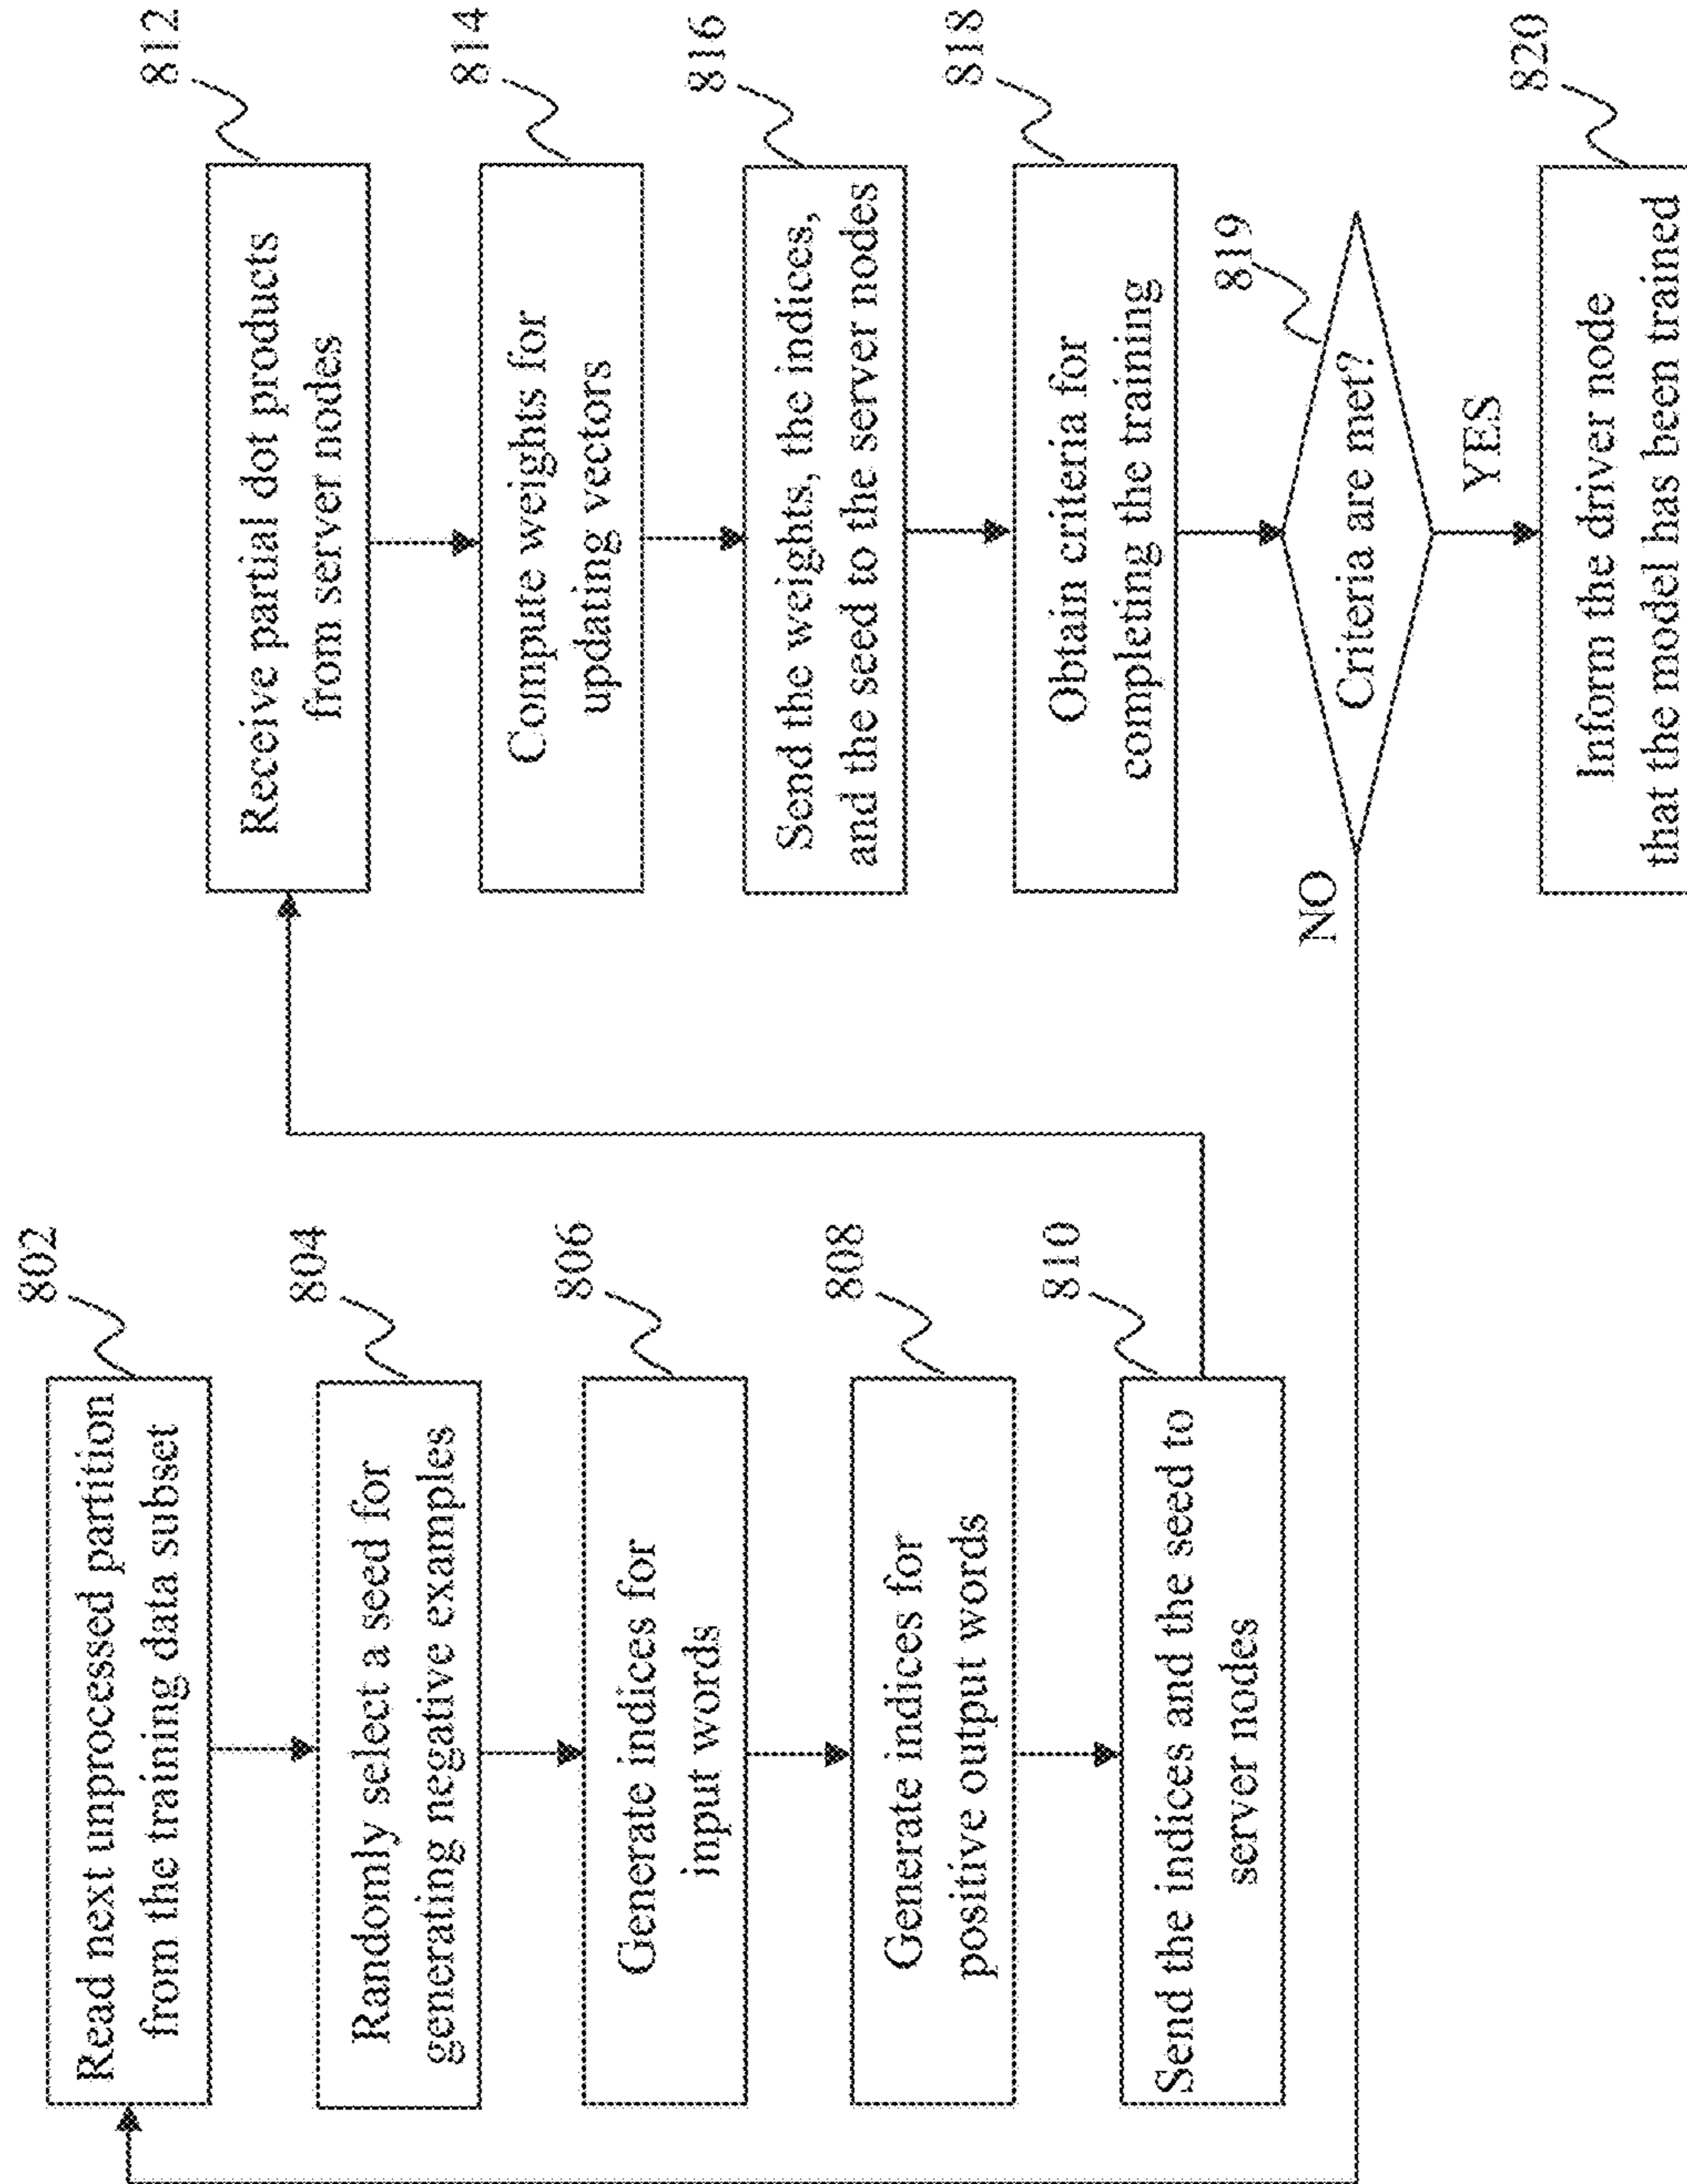 802
Read next unprocessed partition
from the training data subset
804
Randomly select a seed for
generating negative examples
806
Generate indices for
input words
808
Generate indices for
positive output words
810
Send the indices and the seed to
server nodes
812
Receive partial dot products
from server nodes
814
Compute weights for
updating vectors
816
Send the weights, the indices,
and the seed to the server nodes
818
Obtain criteria for
completing the training
819
Criteria are met?
NO
YES
820
Inform the driver node
that the model has been trained